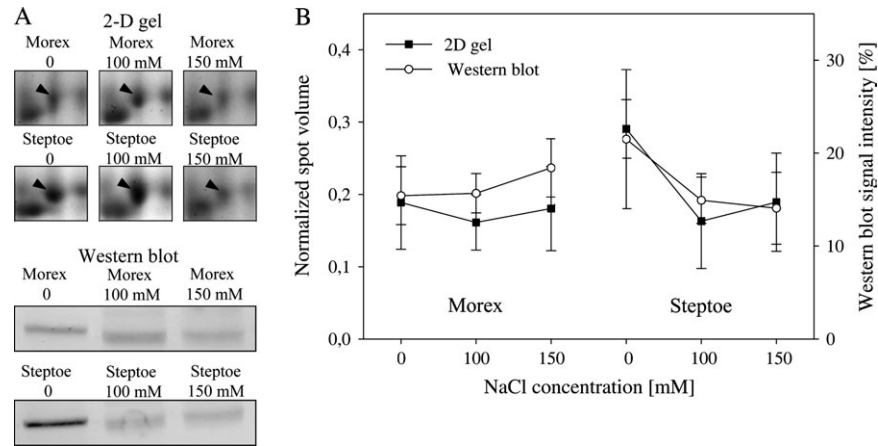 A
2-D gel
Morex Morex Morex
0 100 mM 150 mM
Steptoe Steptoe Steptoe
0 100 mM 150 mM
Western blot
Morex Morex Morex
0 100 mM 150 mM
Steptoe Steptoe Steptoe
0 100 mM 150 mM
B
2D gel
Western blot
Normalized spot volume
0,4
0,3
0,2
0,1
0,0
Western blot signal intensity [%]
30
20
10
0
Morex Steptoe
0 100 150 0 100 150
NaCl concentration [mM]